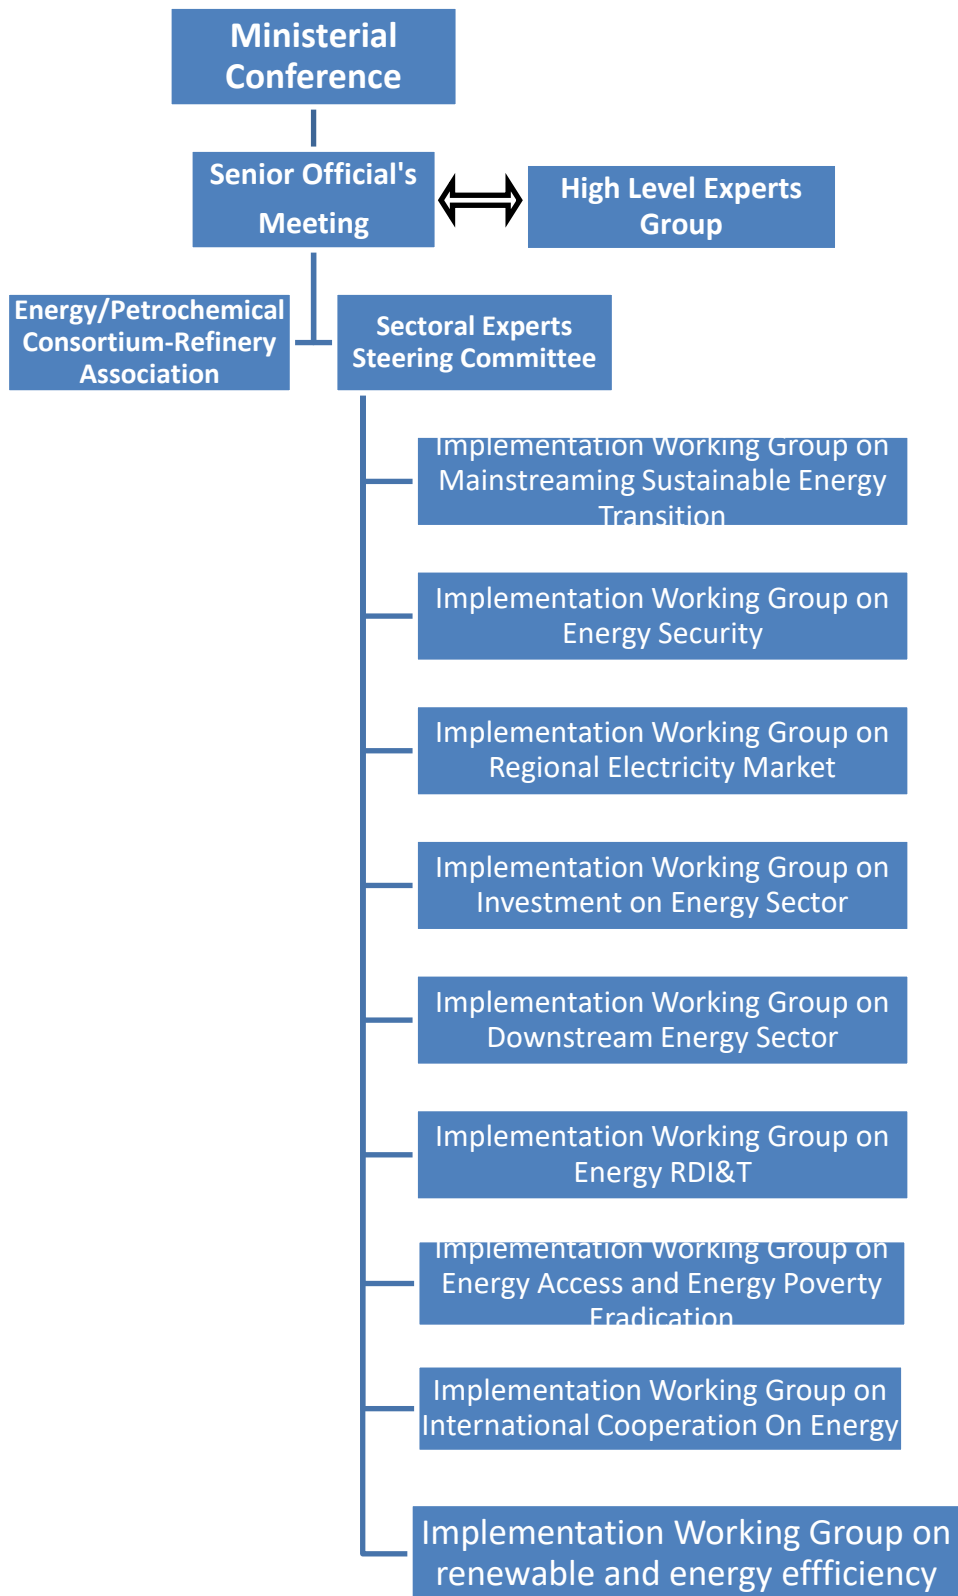 Ministerial
Conference
Senior Official's
Meeting
High Level Experts
Group
Energy/Petrochemical
Consortium-Refinery
Association
Sectoral Experts
Steering Committee
Implementation Working Group on
Mainstreaming Sustainable Energy
Transition
Implementation Working Group on
Energy Security
Implementation Working Group on
Regional Electricity Market
Implementation Working Group on
Investment on Energy Sector
Implementation Working Group on
Downstream Energy Sector
Implementation Working Group on
Energy RDI&T
Implementation Working Group on
Energy Access and Energy Poverty
Eradication
Implementation Working Group on
International Cooperation On Energy
Implementation Working Group on
renewable and energy effficiency